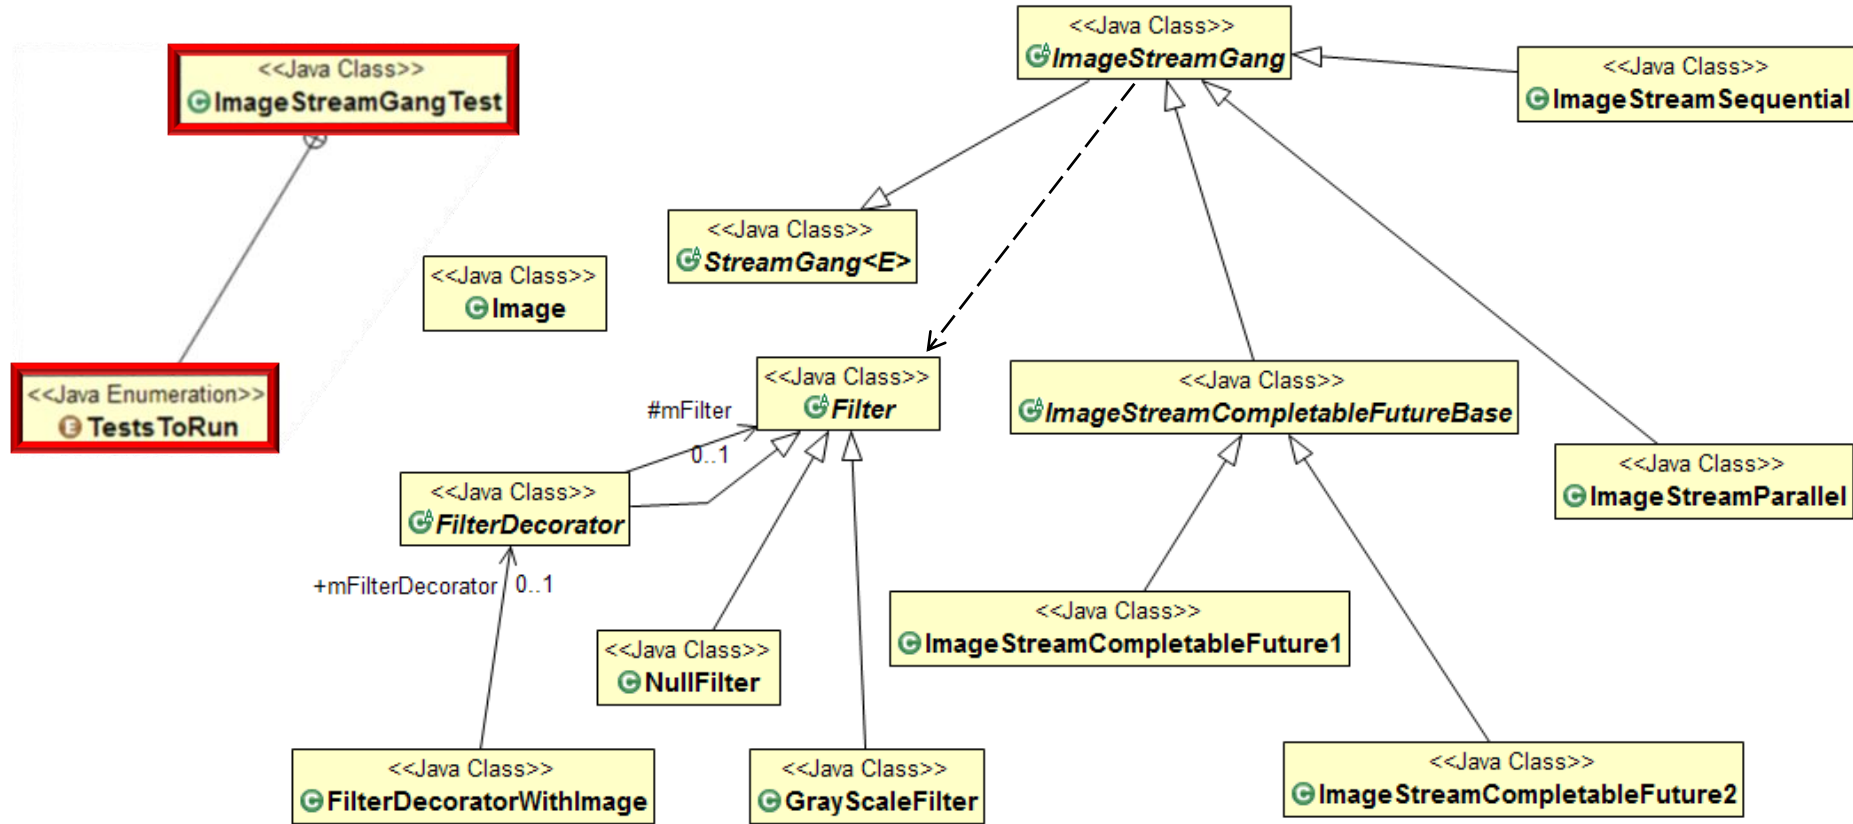 <<Java Class>>
ImageStreamGang
<<Java Class>>
ImageStreamGangTest
<<Java Class>>
ImageStreamSequential
<<Java Class>>
StreamGang<E>
<<Java Class>>
Image
<<Java Class>>
Filter
#mFilter
0..1
<<Java Class>>
ImageStreamCompletableFutureBase
<<Java Enumeration>>
TestsToRun
<<Java Class>>
ImageStreamParallel
<<Java Class>>
FilterDecorator
+mFilterDecorator
0..1
<<Java Class>>
ImageStreamCompletableFuture1
<<Java Class>>
NullFilter
<<Java Class>>
FilterDecoratorWithImage
<<Java Class>>
GrayScaleFilter
<<Java Class>>
ImageStreamCompletableFuture2